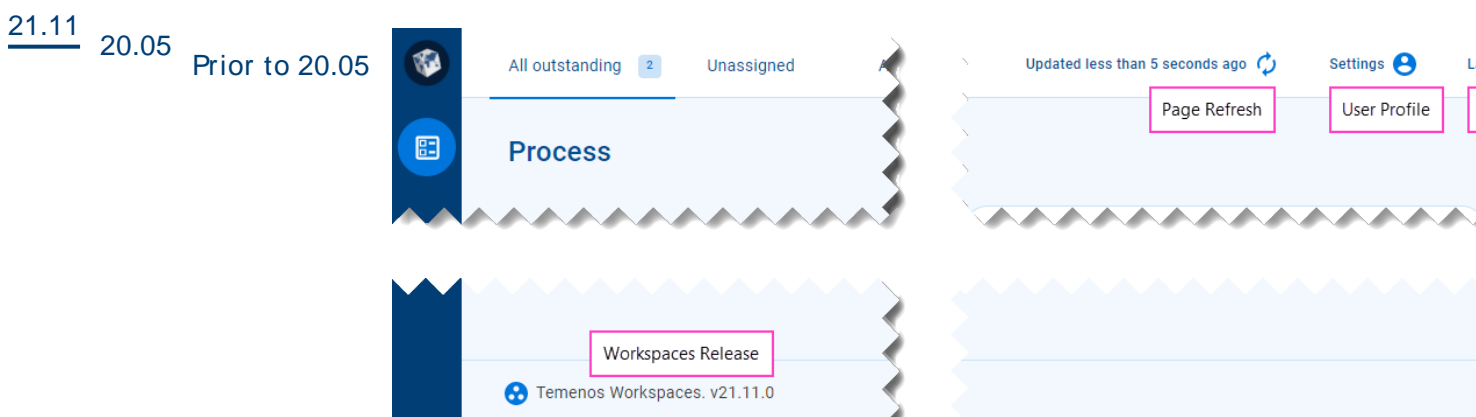 21.11
20.05
Prior to 20.05
All outstanding 2 Unassigned
Updated less than 5 seconds ago Settings
Page Refresh User Profile
Process
Workspaces Release
Temenos Workspaces. v21.11.0